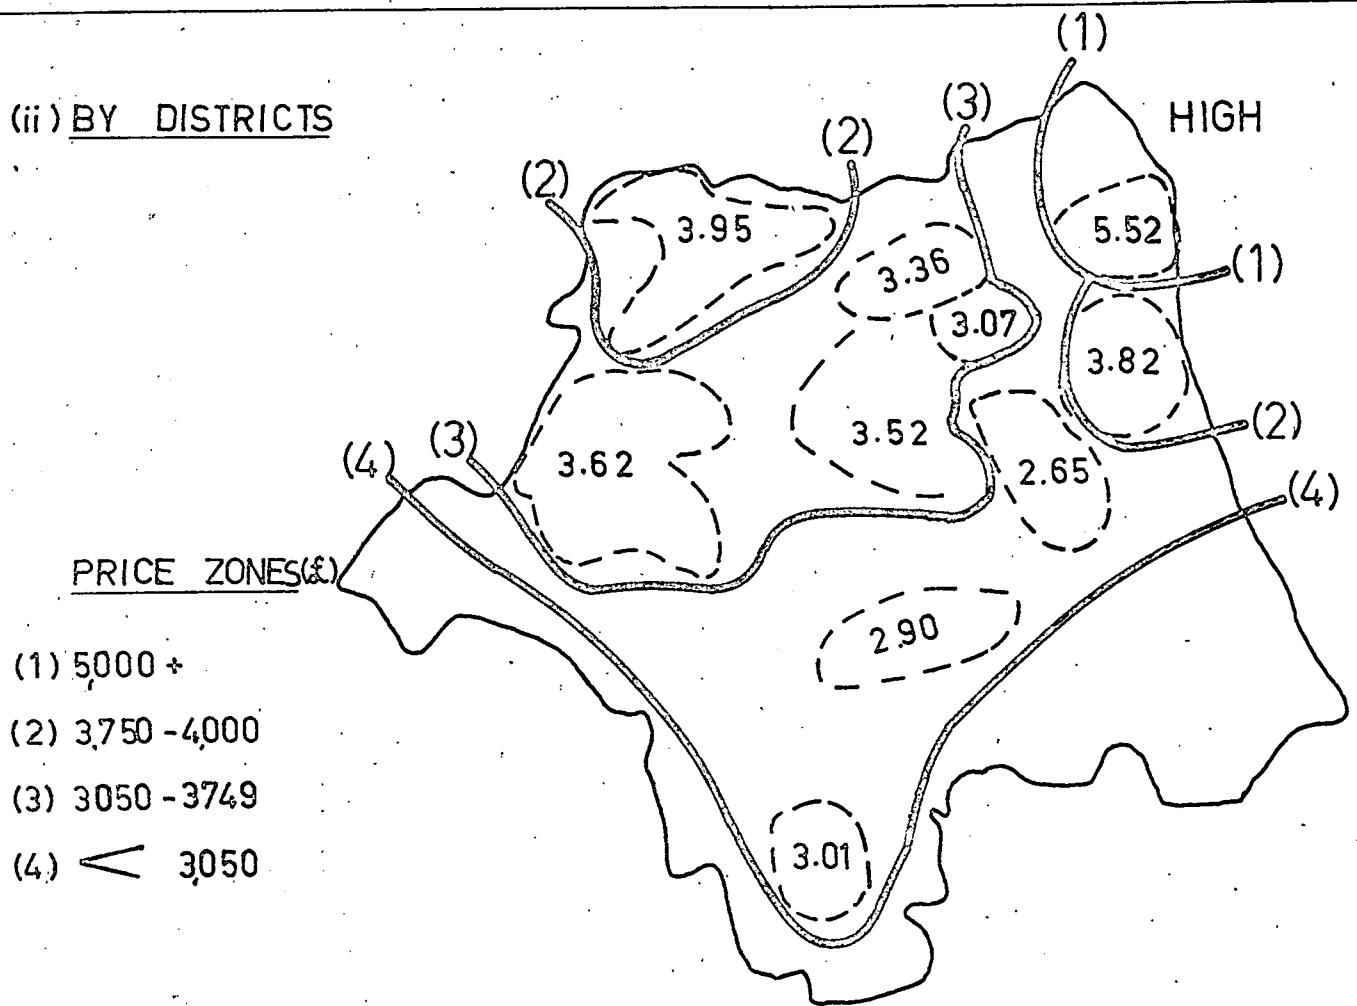 (1)
(ii) BY DISTRICTS
(3)
HIGH
(2)
(2)
3.95
5.52
3.36
(1)
3.07
3.82
(3)
3.52
(2)
(4)
3.62
2.65
(4)
PRICE ZONES(£)
2.90
(1) 5,000 +
(2) 3,750 - 4,000
(3) 3050 - 3749
(4) < 3,050
3.01